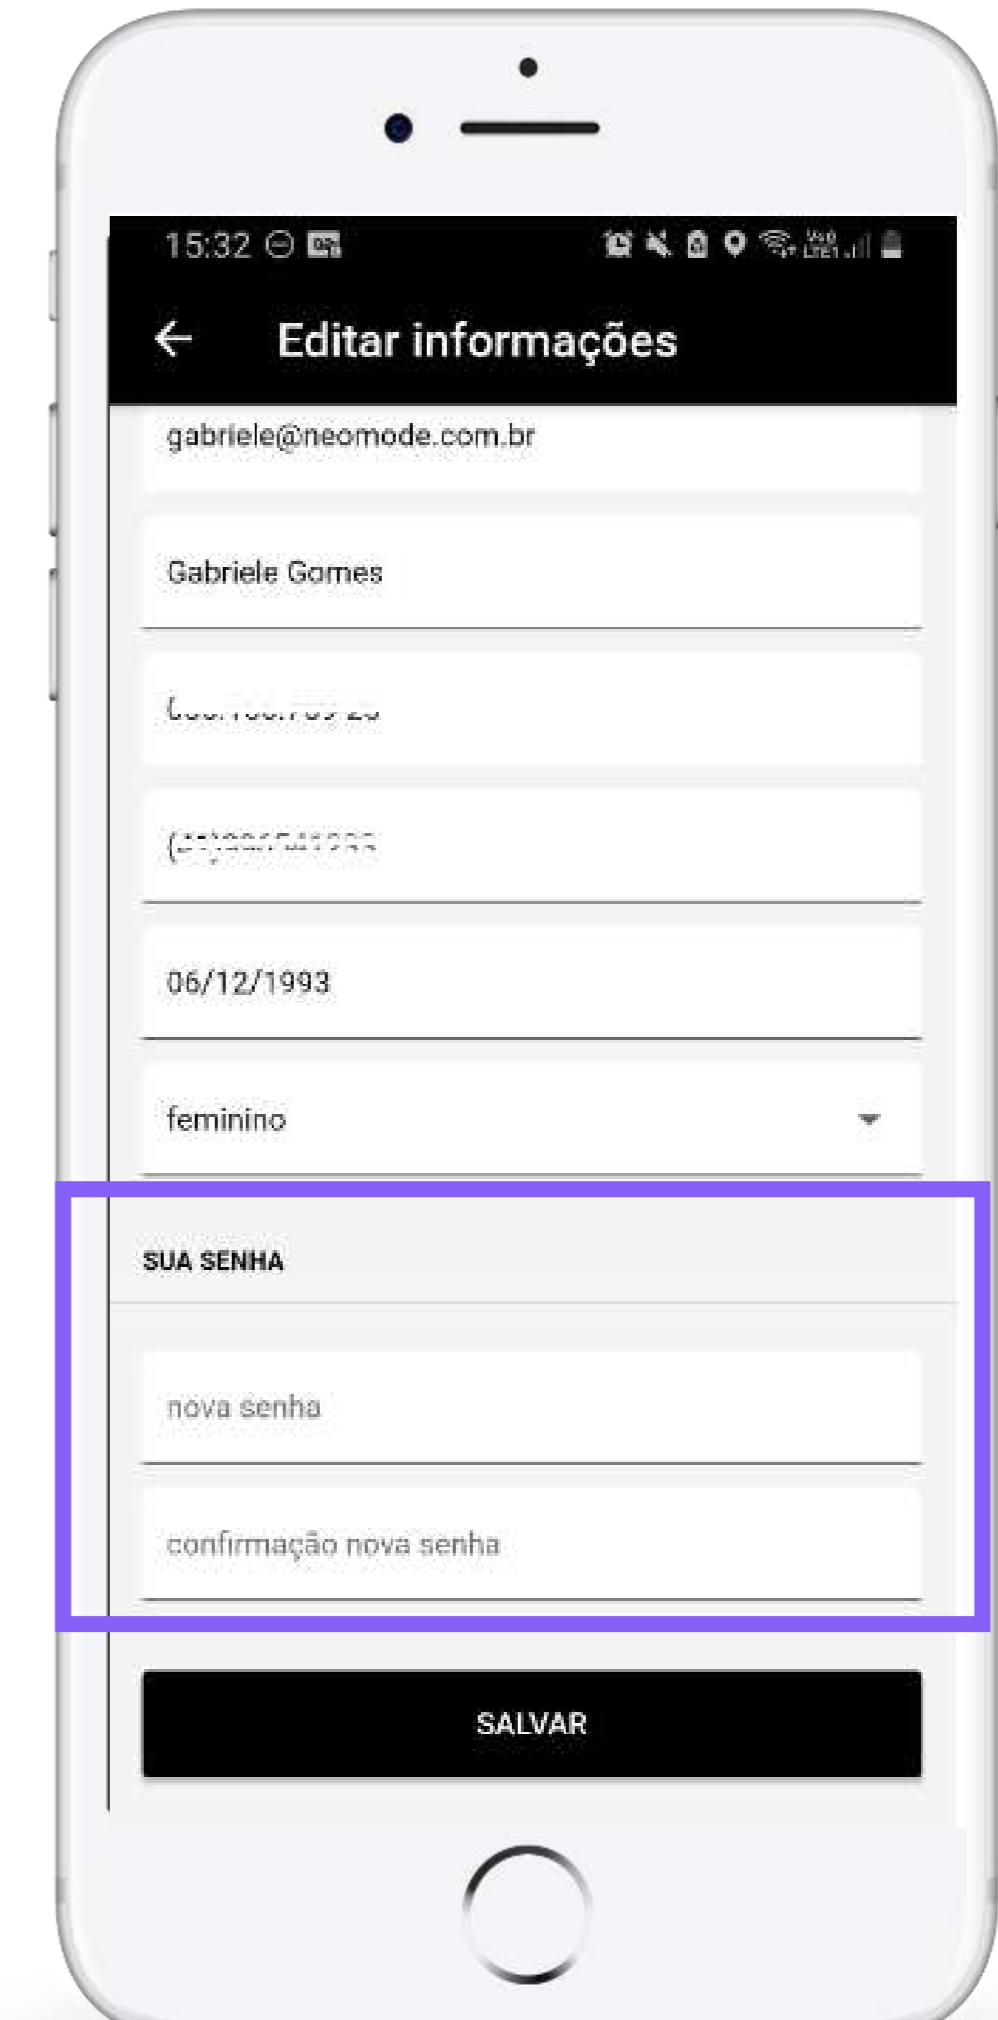 15:32
Editar informações
gabriele@neomode.com.br
Gabriele Gomes
06/12/1993
feminino
SUA SENHA
nova senha
confirmação nova senha
SALVAR